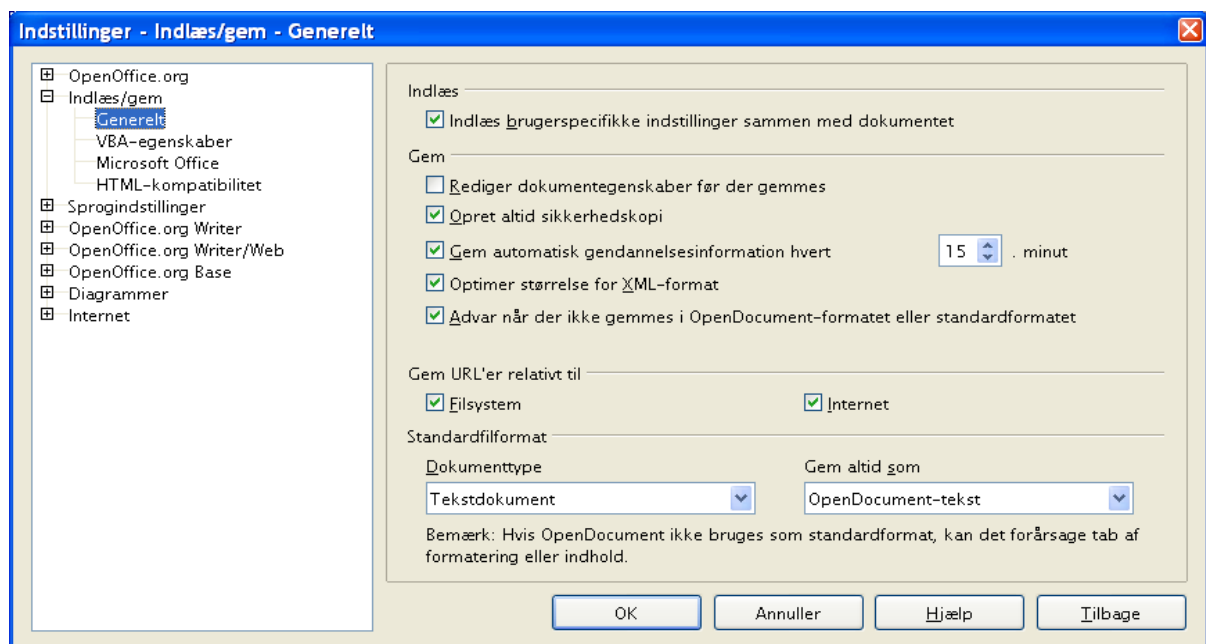 Indstillinger - Indlæs/gem - Generelt
OpenOffice.org
Indlæs/gem
Generelt
VBA-egenskaber
Microsoft Office
HTML-kompatibilitet
Sprogindstillinger
OpenOffice.org Writer
OpenOffice.org Writer/Web
OpenOffice.org Base
Diagrammer
Internet
Indlæs
Indlæs brugerspecifikke indstillinger sammen med dokumentet
Gem
Rediger dokumentegenskaber før der gemmes
Opret altid sikkerhedskopi
Gem automatisk gendannelsesinformation hvert 15 . minut
Optimer størrelse for XML-format
Advar når der ikke gemmes i OpenDocument-formatet eller standardformatet
Gem URL'er relativt til
Filsystem Internet
Standardfilformat
Dokumenttype Gem altid som
Tekstdokument OpenDocument-tekst
Bemærk: Hvis OpenDocument ikke bruges som standardformat, kan det forårsage tab af
formatering eller indhold.
OK Annuller Hjælp Tilbage